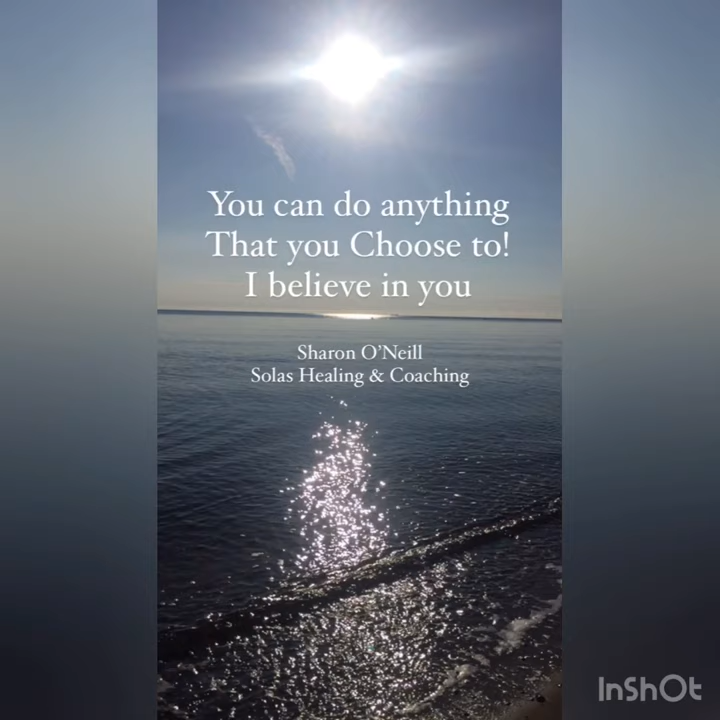 You can do anything
That you Choose to!
I believe in you
Sharon O’Neill
Solas Healing & Coaching
InShOt